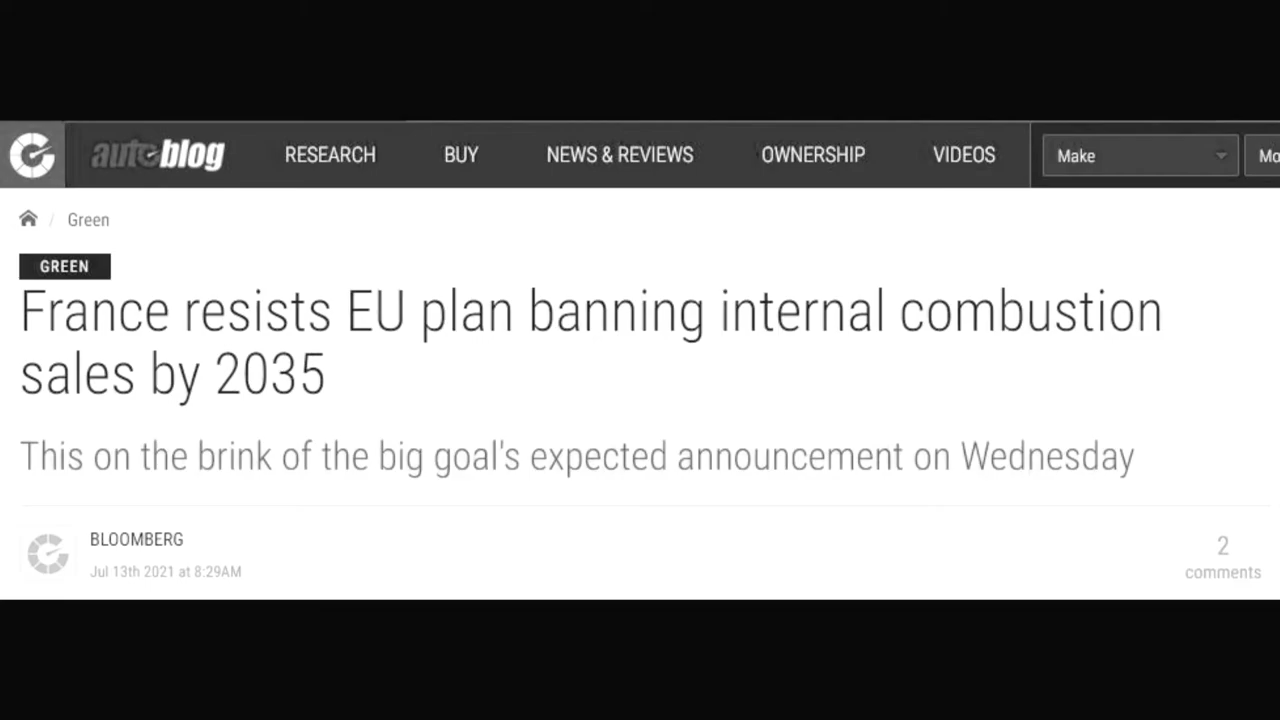 autoblog RESEARCH BUY NEWS & REVIEWS OWNERSHIP VIDEOS Make Mo
Green
GREEN
France resists EU plan banning internal combustion
sales by 2035
This on the brink of the big goal's expected announcement on Wednesday
BLOOMBERG
Jul 13th 2021 at 8:29AM
2
comments